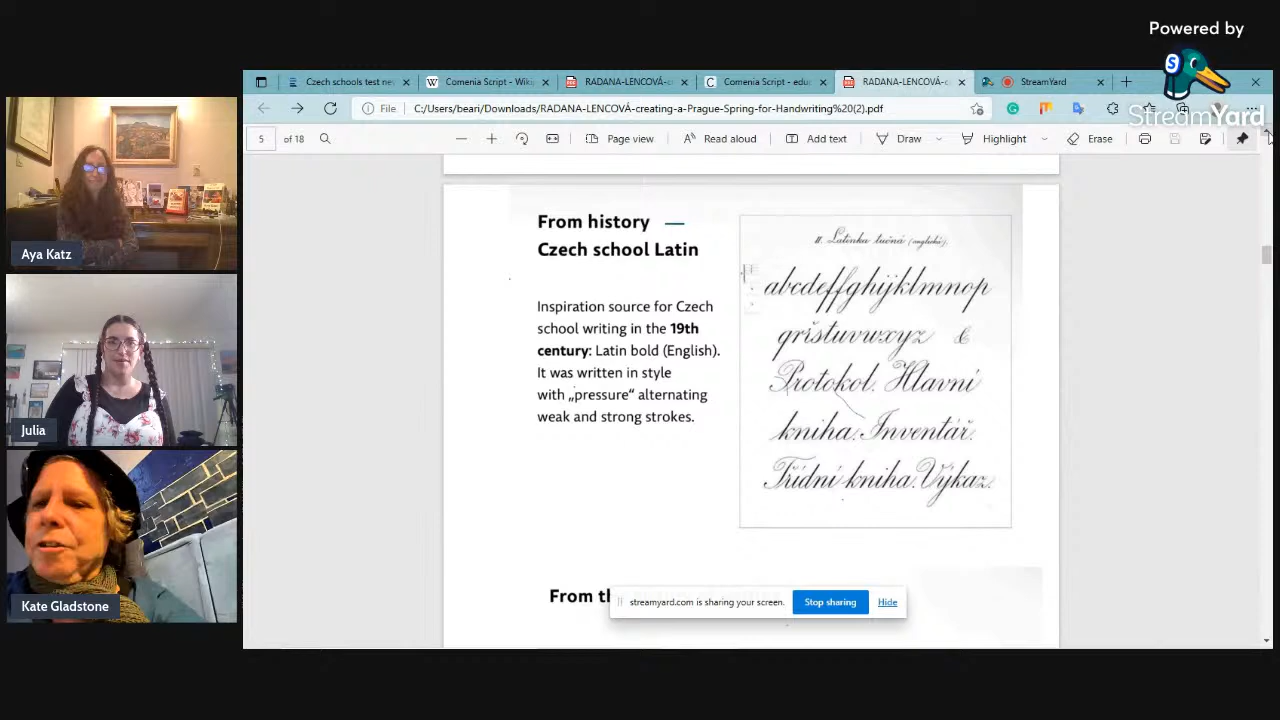 Powered by
StreamYard
Czech schools test ne
Comenia Script - Wiki
RADANA-LENCOVÁ-c
Comenia Script - edu
RADANA-LENCOVÁ-c
StreamYard
File
C:/Users/beari/Downloads/RADANA-LENCOVÁ-creating-a-Prague-Spring-for-Handwriting%20(2).pdf
5 of 18
Page view
Read aloud
Add text
Draw
Highlight
Erase
From history —
Czech school Latin
Inspiration source for Czech
school writing in the 19th
century: Latin bold (English).
It was written in style
with „pressure“ alternating
weak and strong strokes.
II. Latinka tučná (anglická).
abcdeffghijklmnop
qrřsštuvwxyz &
Protokol. Hlavní
kniha. Inventář.
Třídní kniha. Výkaz.
From th
streamyard.com is sharing your screen.
Stop sharing
Hide
Aya Katz
Julia
Kate Gladstone